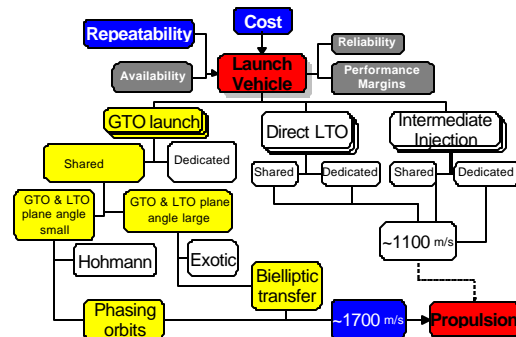 Cost
Repeatability
Reliability
Availability
Launch
Vehicle
Performance
Margins
GTO launch
Direct LTO
Intermediate
Injection
Shared
Dedicated
Shared
Dedicated
Shared
Dedicated
GTO & LTO
plane angle
small
GTO & LTO plane
angle large
~1100 m/s
Hohmann
Exotic
Bielliptic
transfer
Phasing
orbits
~1700 m/s
Propulsion